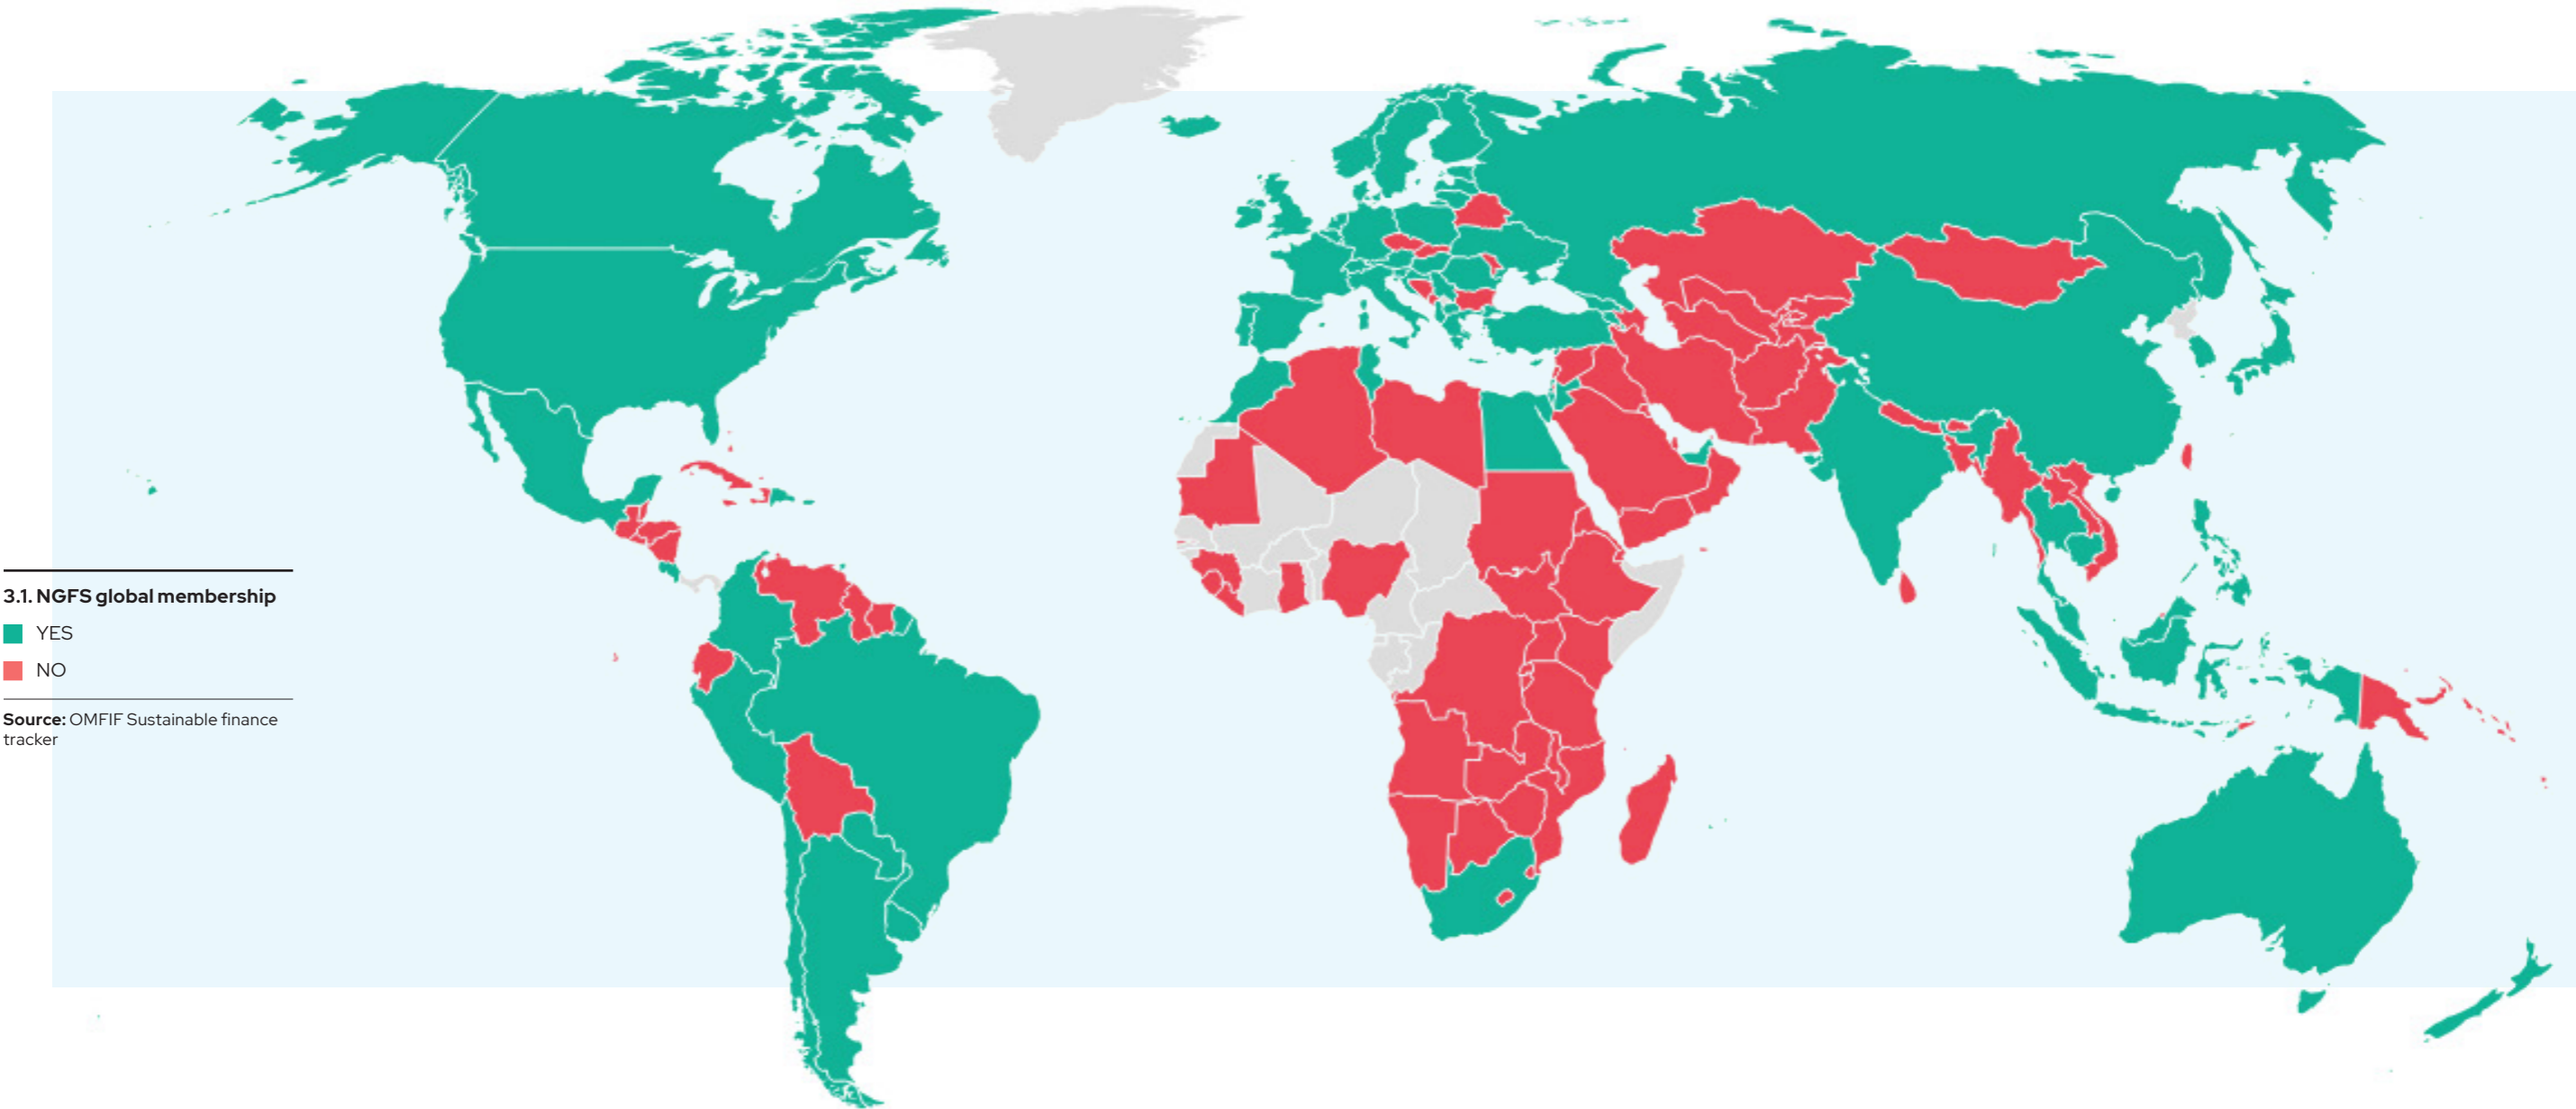 3.1. NGFS global membership
YES
NO
Source: OMFIF Sustainable finance
tracker